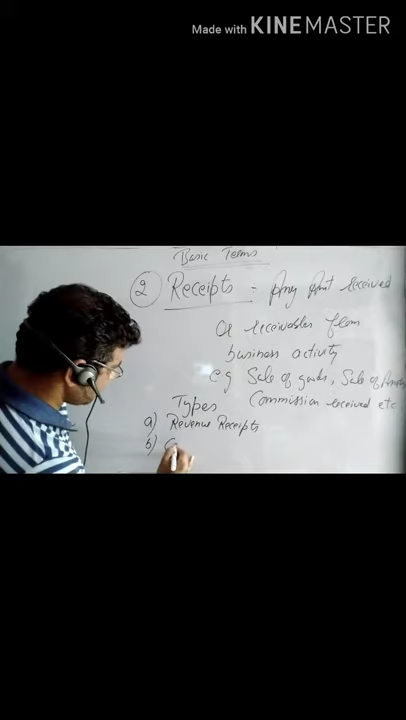 Made with KINEMASTER
Basic Terms
2 Receipts = Any Amt received
Or receivables from
business activity
e.g Sale of goods, Sale of
Commission received etc
Types
a) Revenue Receipts
b) C